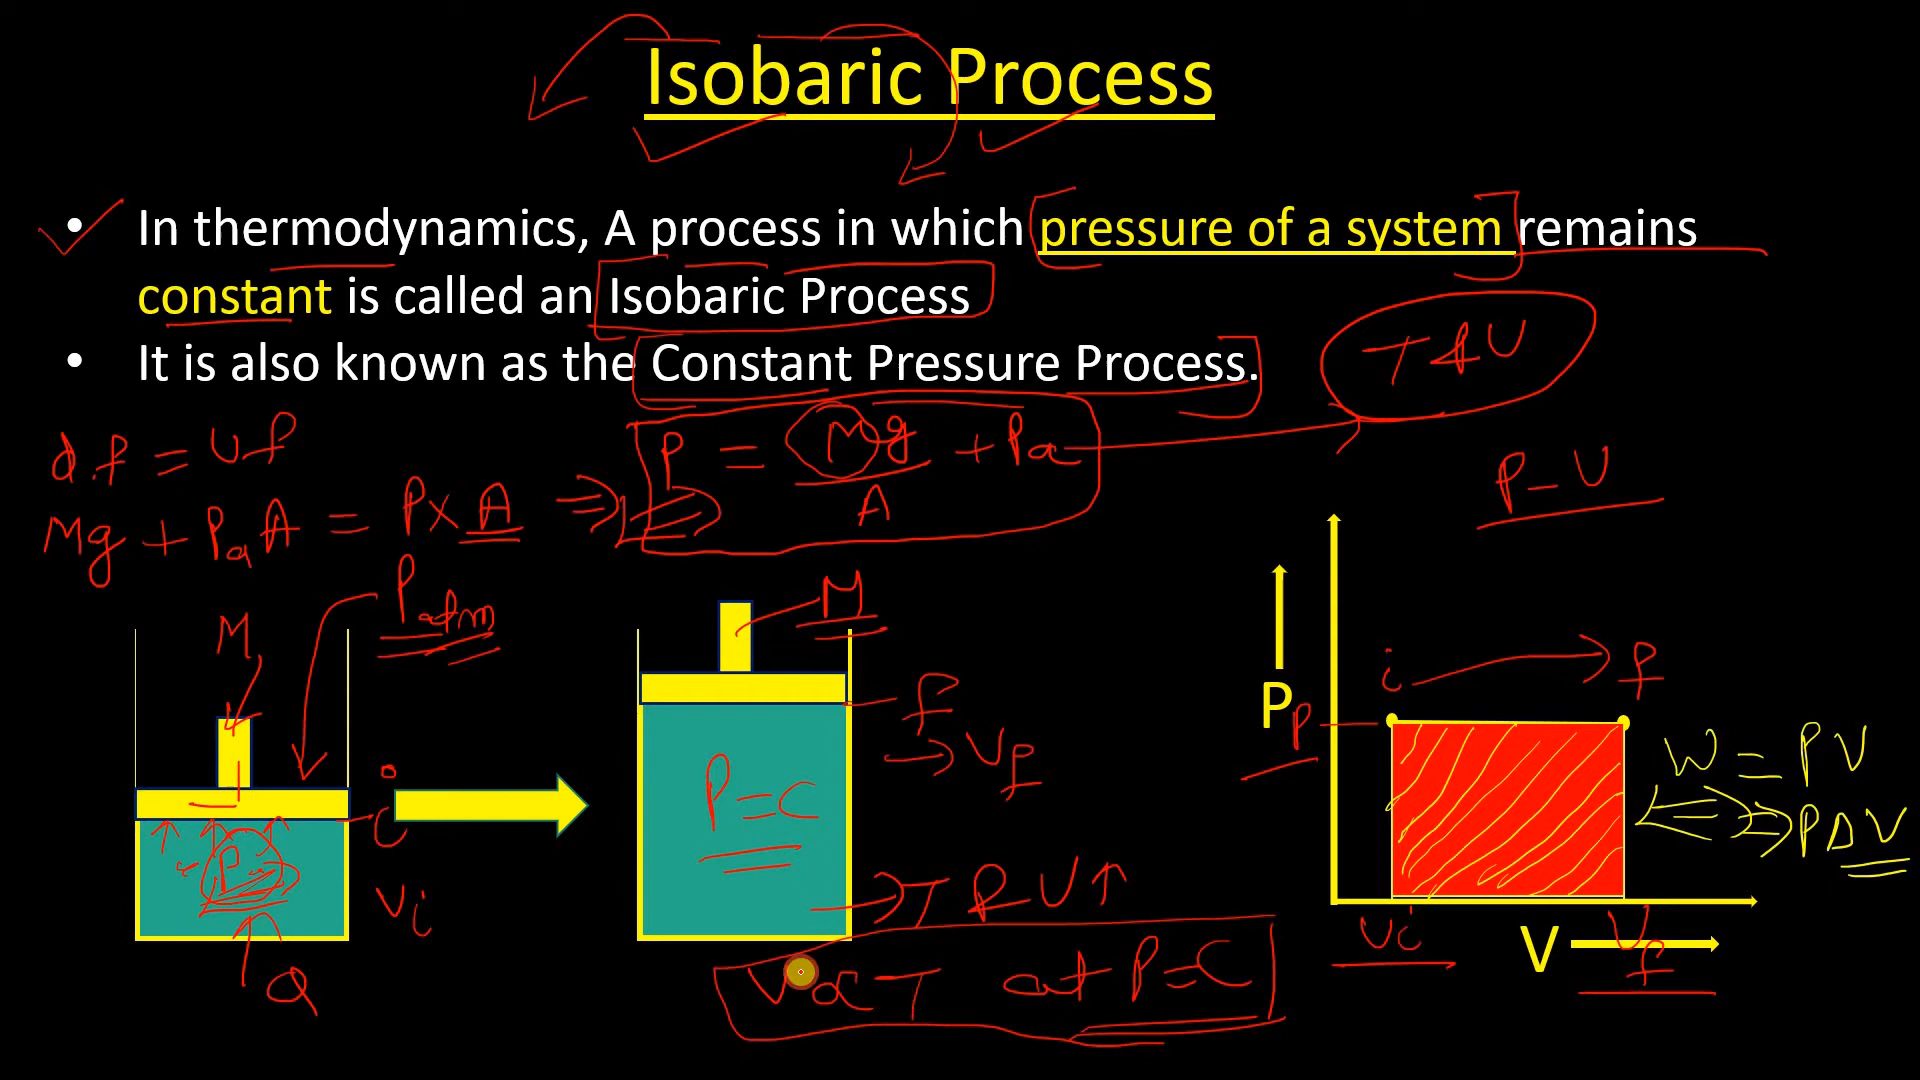 Isobaric Process
• In thermodynamics, A process in which pressure of a system remains
constant is called an Isobaric Process
• It is also known as the Constant Pressure Process.
T & U
d.f = U f
P = Mg/A + Pa
Mg + PaA = P x A ⇒
P - V
Patm
M
M
i → f
P
P
f
→ Vf
W = PV
⇒ PΔV
i
P = C
P
Vi
→ T & V↑
Vi
V
Vf
Q
V ∝ T at P = C